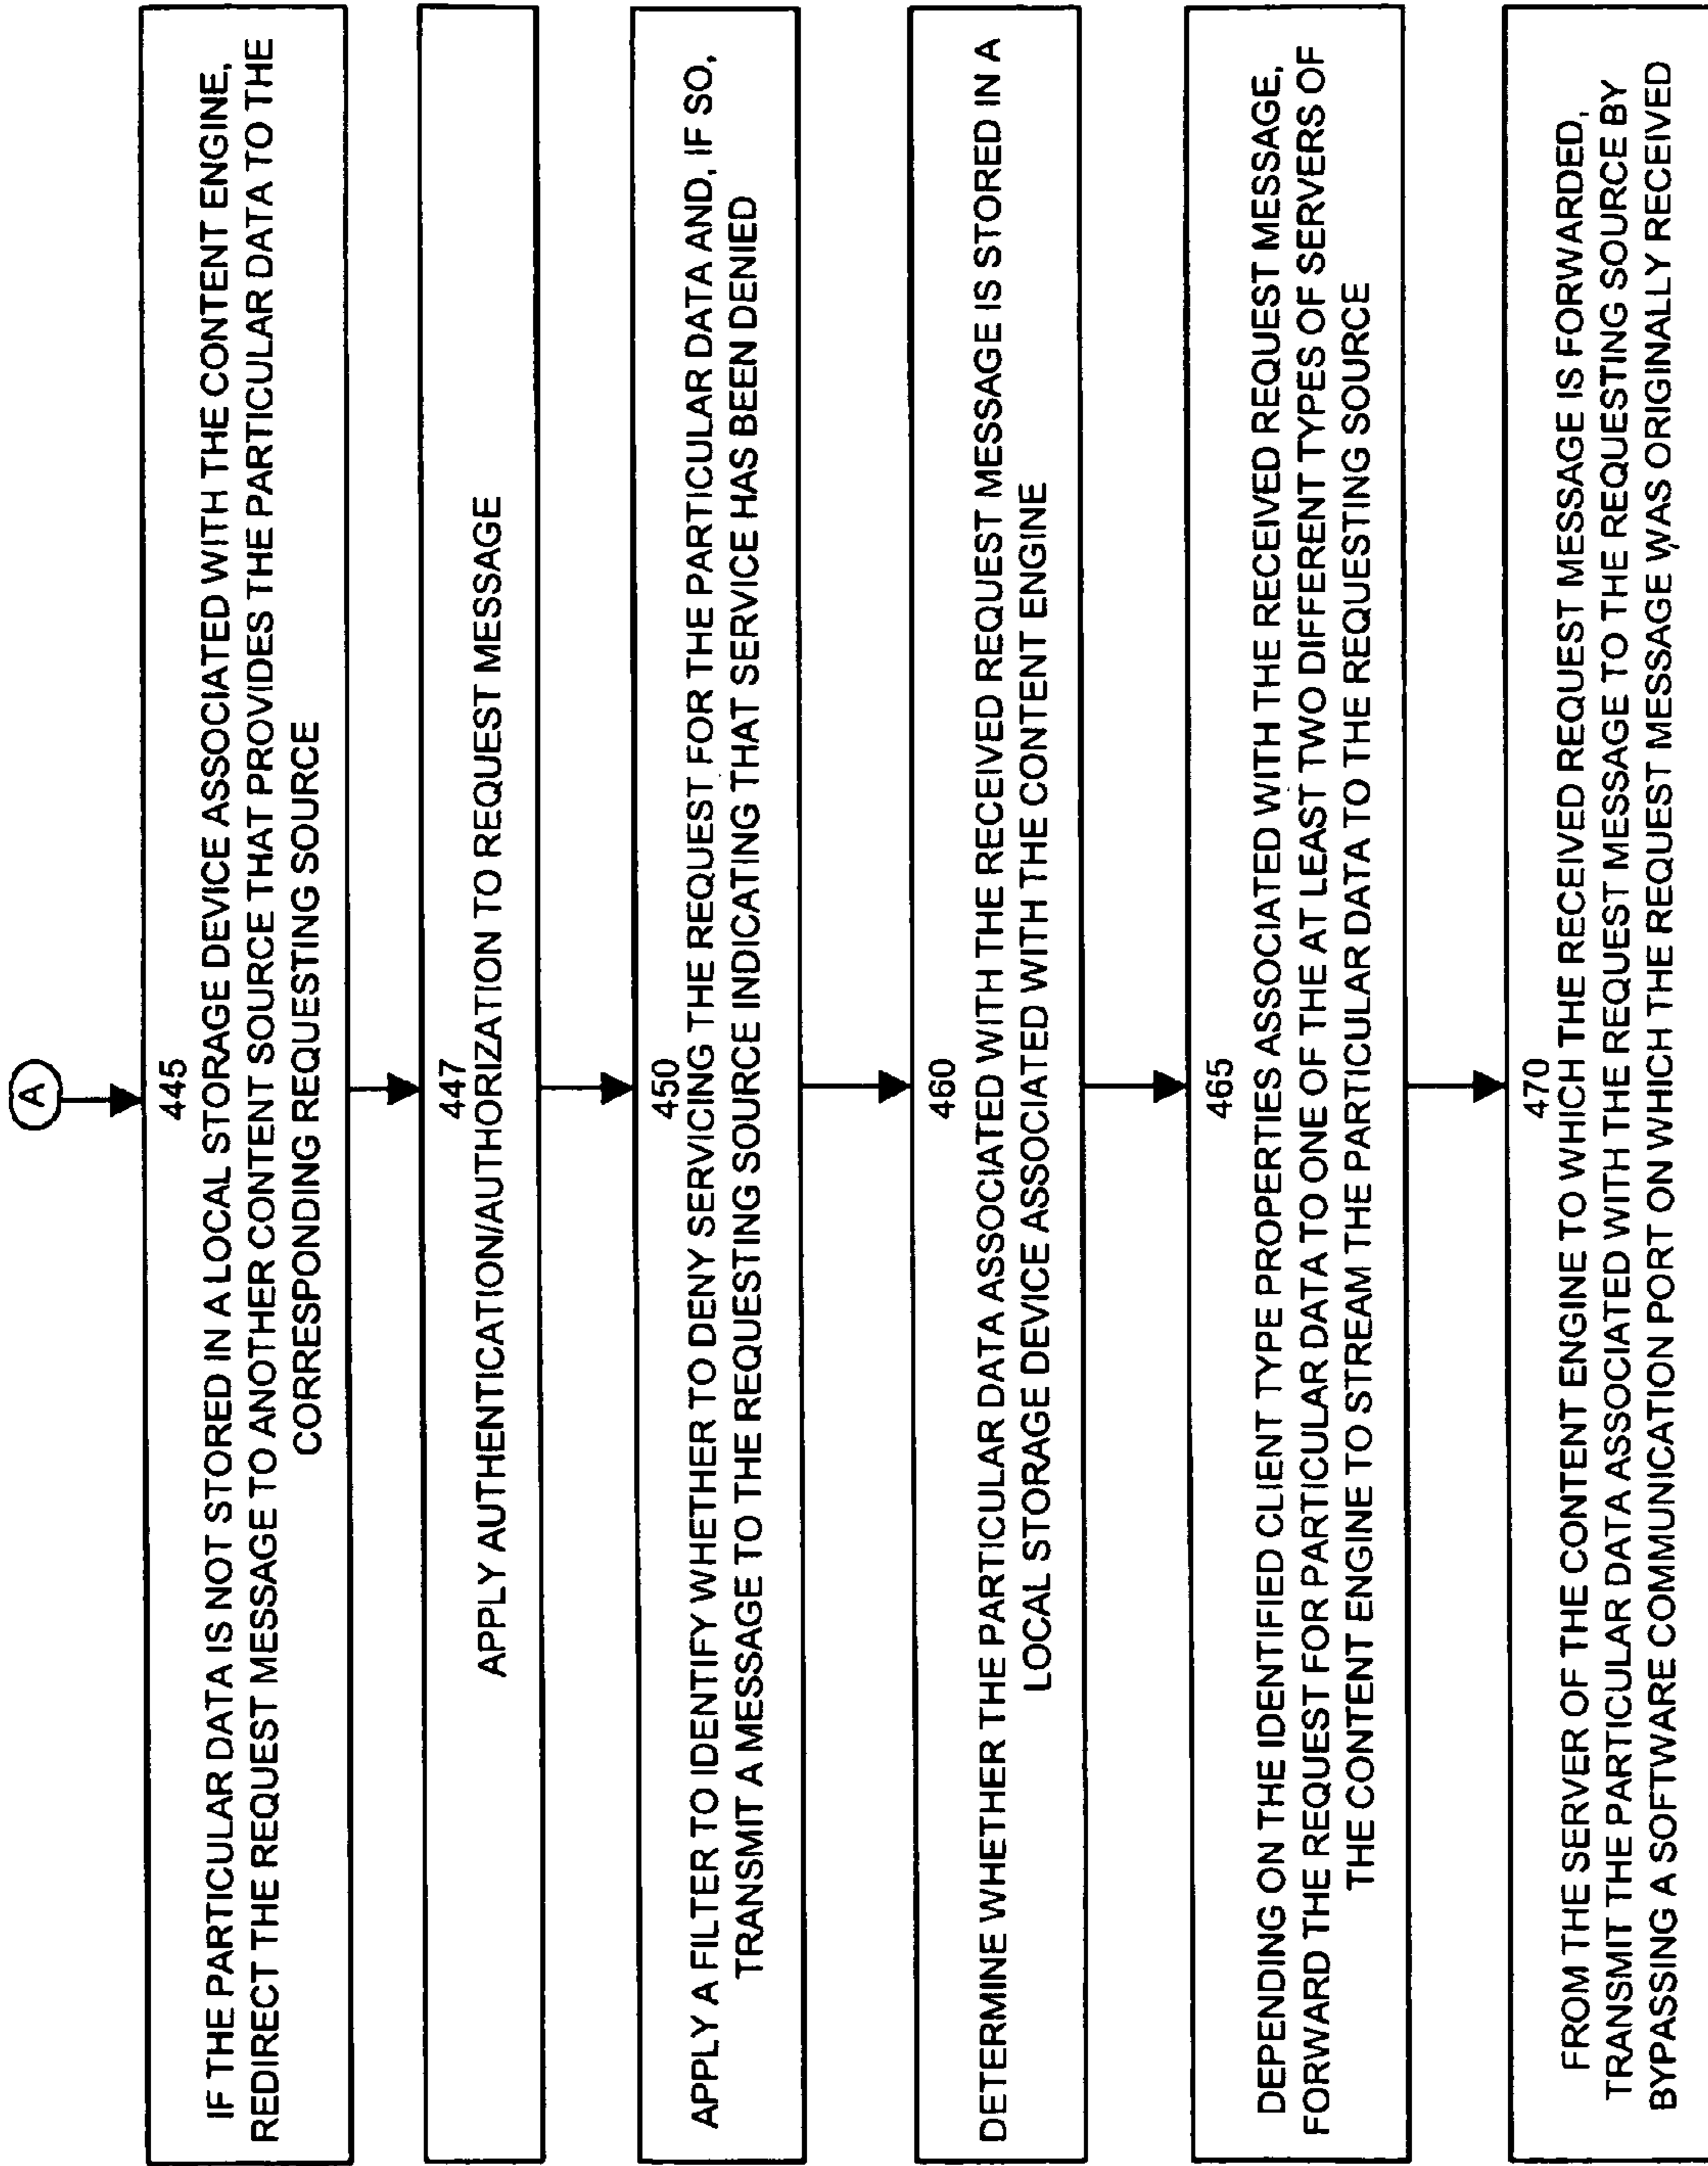 A
445
IF THE PARTICULAR DATA IS NOT STORED IN A LOCAL STORAGE DEVICE ASSOCIATED WITH THE CONTENT ENGINE,
REDIRECT THE REQUEST MESSAGE TO ANOTHER CONTENT SOURCE THAT PROVIDES THE PARTICULAR DATA TO THE
CORRESPONDING REQUESTING SOURCE
447
APPLY AUTHENTICATION/AUTHORIZATION TO REQUEST MESSAGE
450
APPLY A FILTER TO IDENTIFY WHETHER TO DENY SERVICING THE REQUEST FOR THE PARTICULAR DATA AND, IF SO,
TRANSMIT A MESSAGE TO THE REQUESTING SOURCE INDICATING THAT SERVICE HAS BEEN DENIED
460
DETERMINE WHETHER THE PARTICULAR DATA ASSOCIATED WITH THE RECEIVED REQUEST MESSAGE IS STORED IN A
LOCAL STORAGE DEVICE ASSOCIATED WITH THE CONTENT ENGINE
465
DEPENDING ON THE IDENTIFIED CLIENT TYPE PROPERTIES ASSOCIATED WITH THE RECEIVED REQUEST MESSAGE,
FORWARD THE REQUEST FOR PARTICULAR DATA TO ONE OF THE AT LEAST TWO DIFFERENT TYPES OF SERVERS OF
THE CONTENT ENGINE TO STREAM THE PARTICULAR DATA TO THE REQUESTING SOURCE
470
FROM THE SERVER OF THE CONTENT ENGINE TO WHICH THE RECEIVED REQUEST MESSAGE IS FORWARDED,
TRANSMIT THE PARTICULAR DATA ASSOCIATED WITH THE REQUEST MESSAGE TO THE REQUESTING SOURCE BY
BYPASSING A SOFTWARE COMMUNICATION PORT ON WHICH THE REQUEST MESSAGE WAS ORIGINALLY RECEIVED